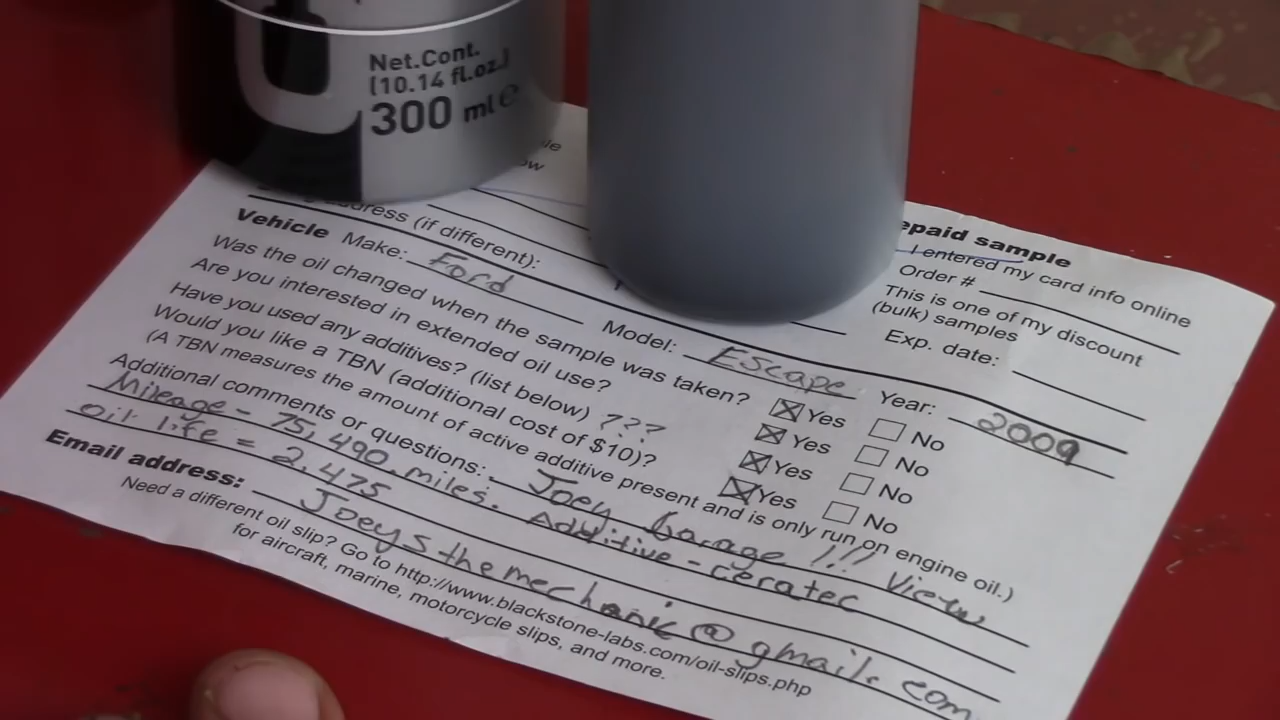 Net.Cont.
(10.14 fl.oz.)
300 ml e
ow
address (if different):
epaid sample
I entered my card info online
Order #
This is one of my discount
(bulk) samples
Exp. date:
Vehicle Make: Ford Model: Escape Year: 2009
Was the oil changed when the sample was taken? ☒ Yes ☐ No
Are you interested in extended oil use? ☒ Yes ☐ No
Have you used any additives? (list below) ??? ☒ Yes ☐ No
Would you like a TBN (additional cost of $10)? ☒ Yes ☐ No
(A TBN measures the amount of active additive present and is only run on engine oil.)
Additional comments or questions: Joey Garage !!! View
Mileage - 75,490 miles. Additive - ceratec
oil life = 2,475
Email address: Joeysthemechanic@gmail.com
Need a different oil slip? Go to http://www.blackstone-labs.com/oil-slips.php
for aircraft, marine, motorcycle slips, and more.